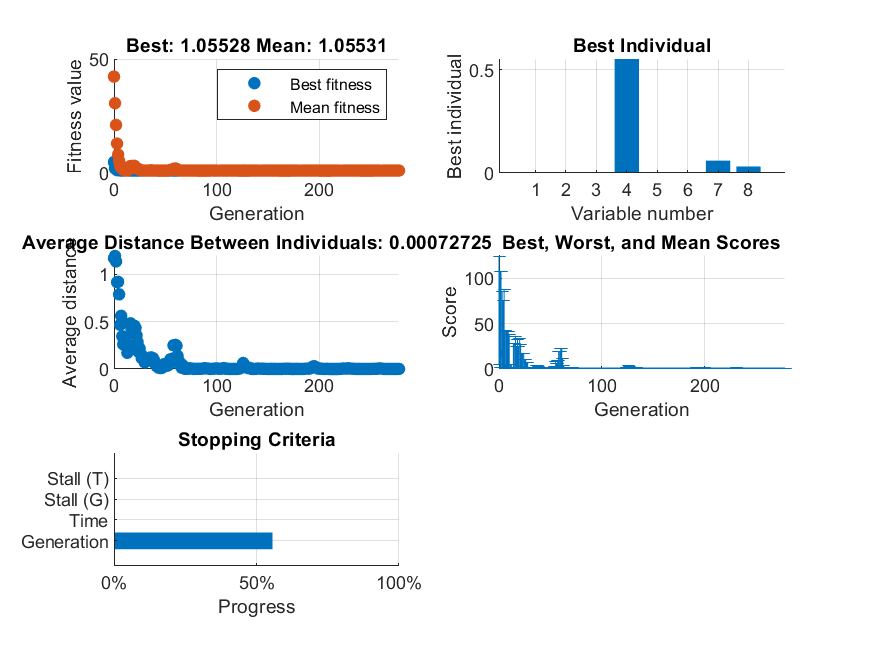 Best: 1.05528 Mean: 1.05531
Fitness value
50
0
Best fitness
Mean fitness
0 100 200
Generation
Best Individual
Best individual
0.5
0
1 2 3 4 5 6 7 8
Variable number
Average Distance Between Individuals: 0.00072725
Average distance
1
0.5
0
0 100 200
Generation
Best, Worst, and Mean Scores
Score
100
50
0
0 100 200
Generation
Stopping Criteria
Stall (T)
Stall (G)
Time
Generation
0% 50% 100%
Progress